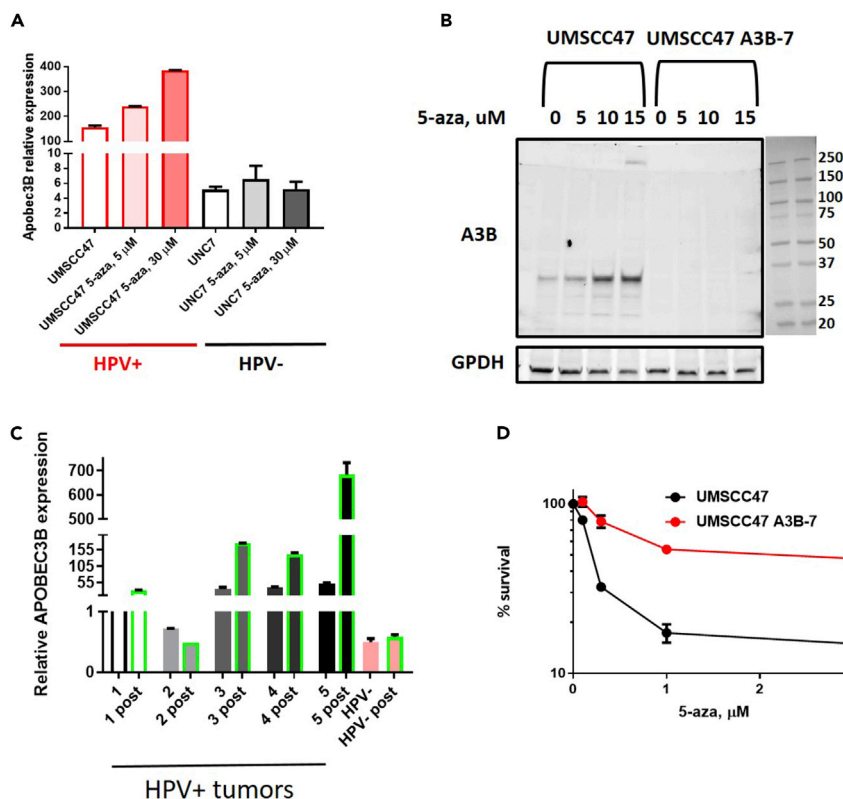 A
Apobec3B relative expression
400
300
200
100
6
4
2
0
UMSCC47
UMSCC47 5-aza, 5 μM
UMSCC47 5-aza, 30 μM
UNC7
UNC7 5-aza, 5 μM
UNC7 5-aza, 30 μM
HPV+
HPV-
B
UMSCC47 UMSCC47 A3B-7
5-aza, uM 0 5 10 15 0 5 10 15
A3B
250
150
100
75
50
37
25
20
GPDH
C
Relative APOBEC3B expression
700
600
500
155
105
55
1
0
1
1 post
2
2 post
3
3 post
4
4 post
5
5 post
HPV-
HPV- post
HPV+ tumors
D
% survival
100
10
UMSCC47
UMSCC47 A3B-7
0 1 2
5-aza, μM